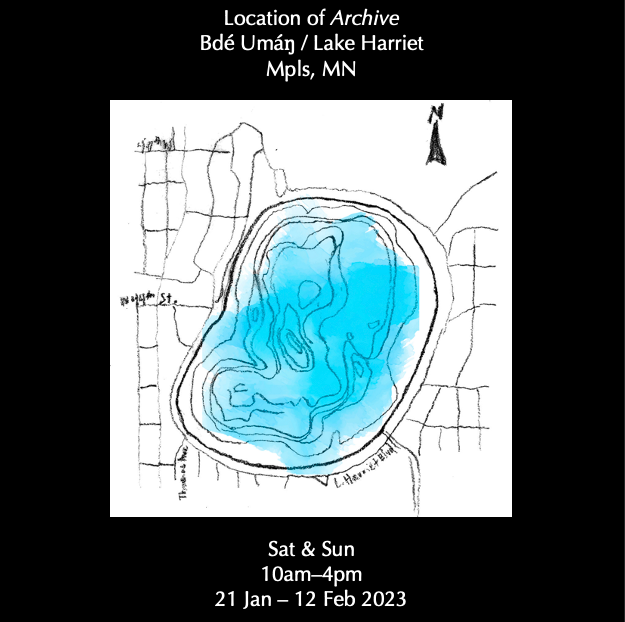 Location of Archive
Bdé Umáŋ / Lake Harriet
Mpls, MN
N
W 44th St.
Thomas Ave
L. Harriet Blvd
Sat & Sun
10am–4pm
21 Jan – 12 Feb 2023